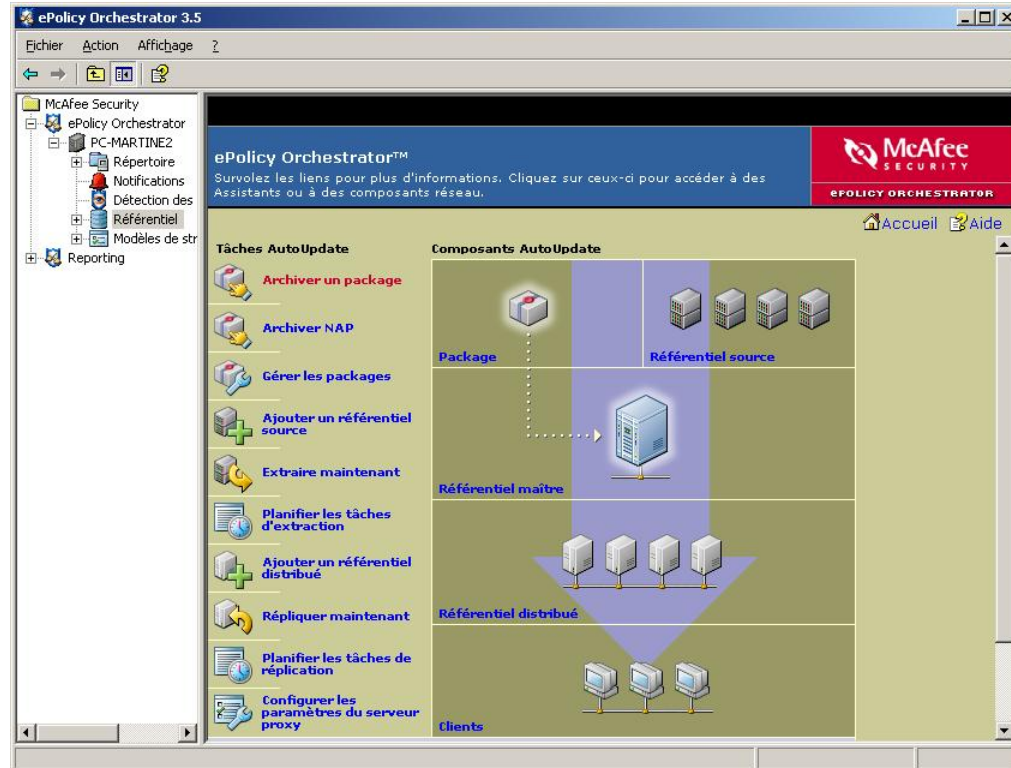 ePolicy Orchestrator 3.5
Fichier Action Affichage ?
McAfee Security
ePolicy Orchestrator
PC-MARTINE2
Répertoire
Notifications
Détection des
Référentiel
Modèles de str
Reporting
ePolicy Orchestrator™
Survolez les liens pour plus d'informations. Cliquez sur ceux-ci pour accéder à des
Assistants ou à des composants réseau.
McAfee
SECURITY
EPOLICY ORCHESTRATOR
Accueil Aide
Tâches AutoUpdate
Archiver un package
Archiver NAP
Gérer les packages
Ajouter un référentiel
source
Extraire maintenant
Planifier les tâches
d'extraction
Ajouter un référentiel
distribué
Répliquer maintenant
Planifier les tâches de
réplication
Configurer les
paramètres du serveur
proxy
Composants AutoUpdate
Package
Référentiel source
Référentiel maître
Référentiel distribué
Clients